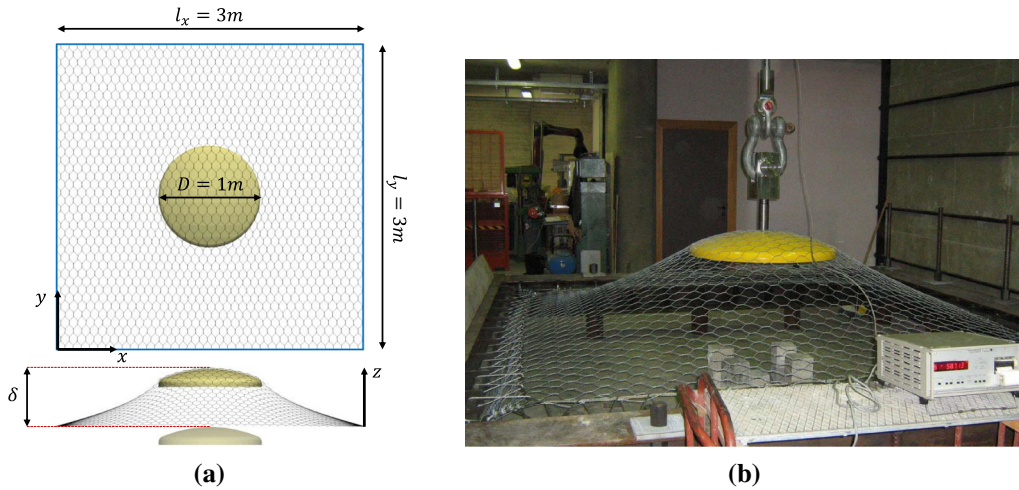 l_x = 3m
D = 1m
l_y = 3m
y
x
δ
z
(a)
(b)